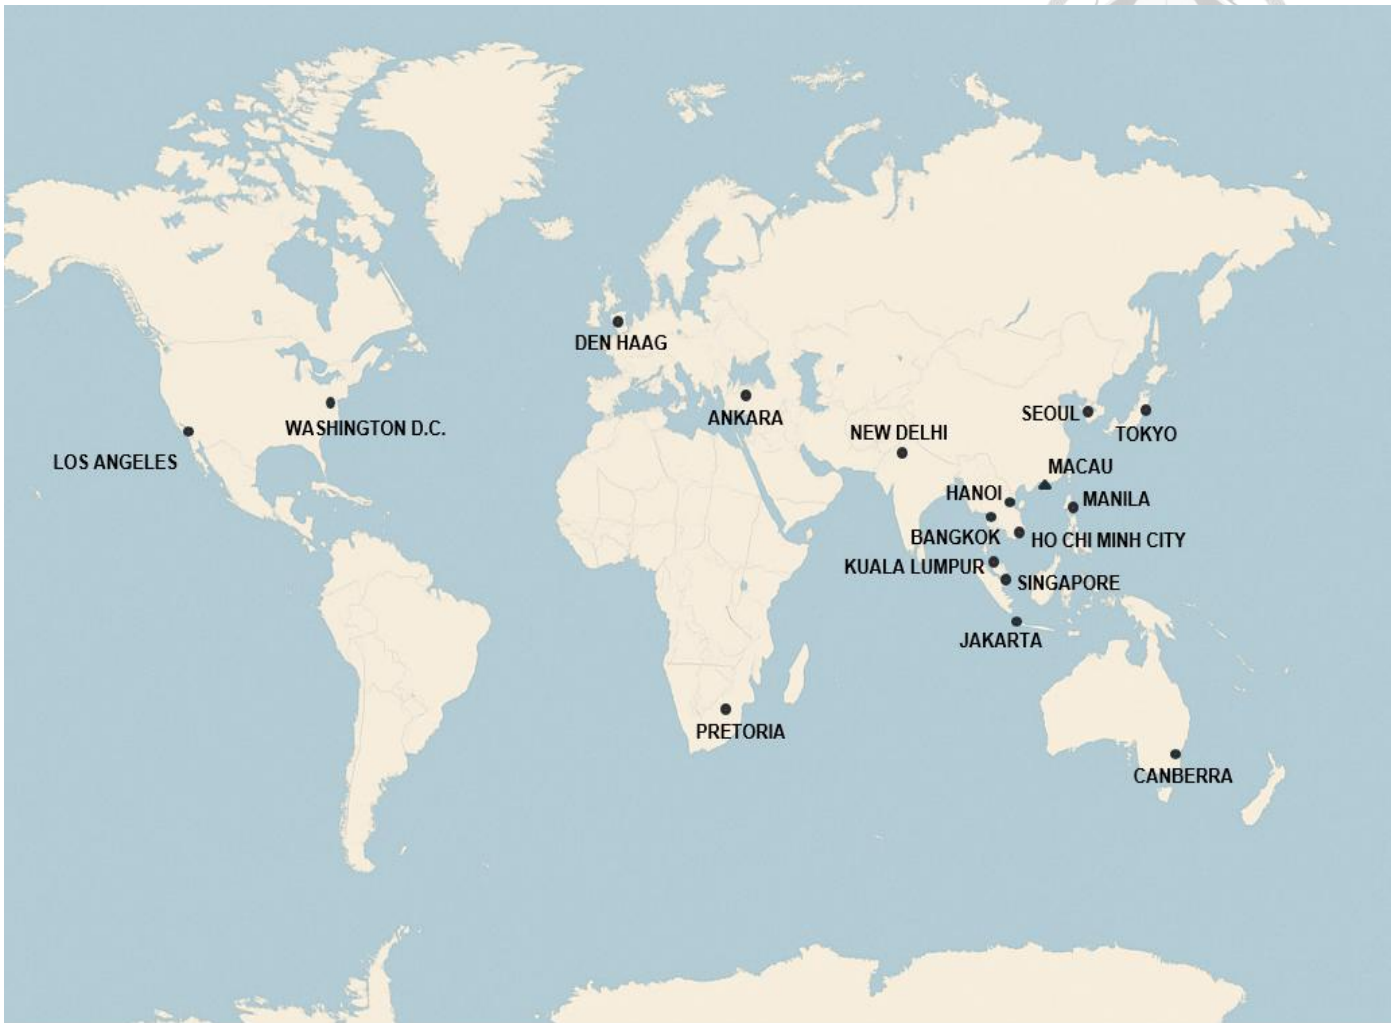 DEN HAAG
ANKARA
SEOUL
TOKYO
WASHINGTON D.C.
NEW DELHI
LOS ANGELES
MACAU
HANOI
MANILA
BANGKOK
HO CHI MINH CITY
KUALA LUMPUR
SINGAPORE
JAKARTA
PRETORIA
CANBERRA